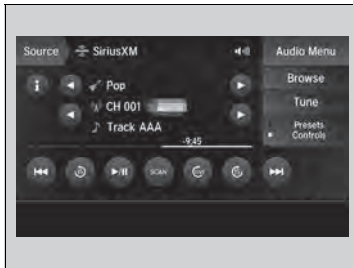 Source SiriusXM Audio Menu
Pop Browse
CH 001 Tune
Track AAA Presets Controls
-9:45
SCAN